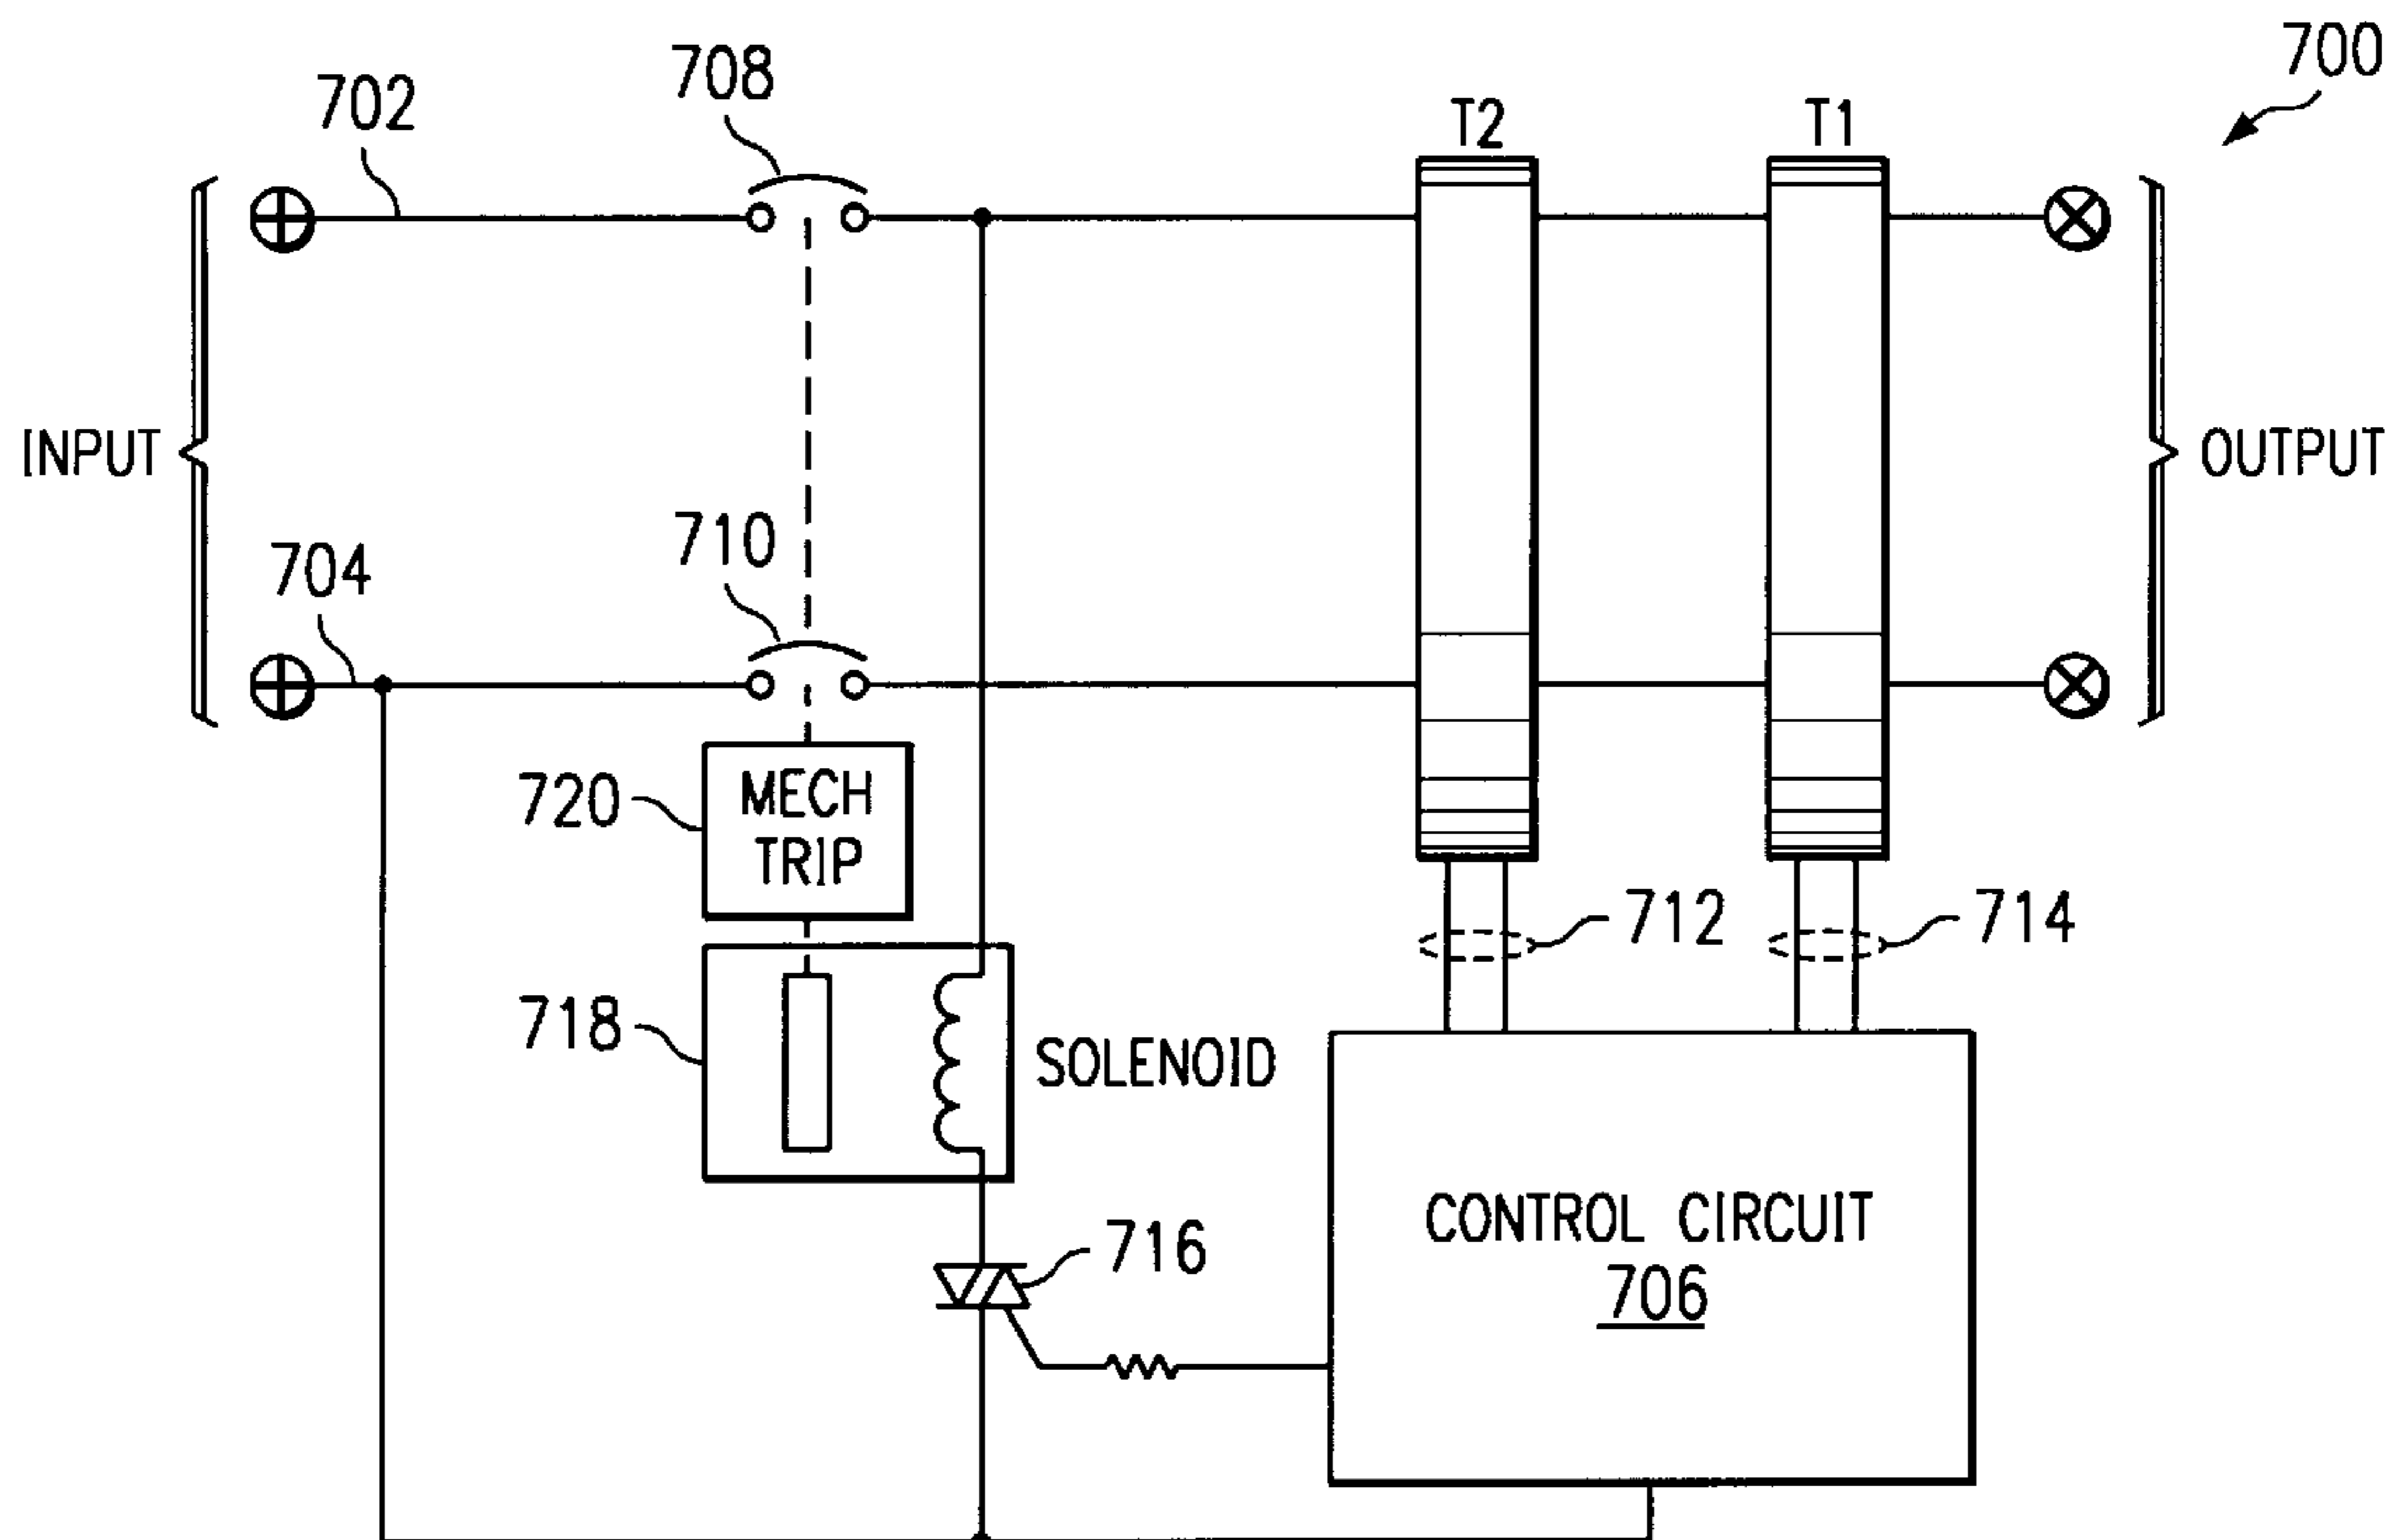 700
708
702
T2
T1
INPUT
OUTPUT
710
704
720
MECH
TRIP
712
714
718
SOLENOID
716
CONTROL CIRCUIT
706